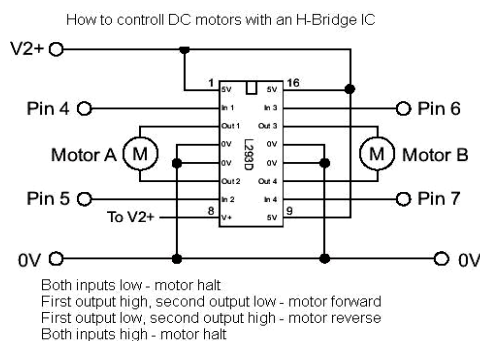 How to controll DC motors with an H-Bridge IC
V2+
1 16
5V 5V
Pin 4 In 1 In 3 Pin 6
Out 1 Out 3
Motor A M 0V L293D 0V M Motor B
0V 0V
Out 2 Out 4
Pin 5 In 2 In 4 Pin 7
To V2+ 8 V+ 5V 9
0V 0V
Both inputs low - motor halt
First output high, second output low - motor forward
First output low, second output high - motor reverse
Both inputs high - motor halt